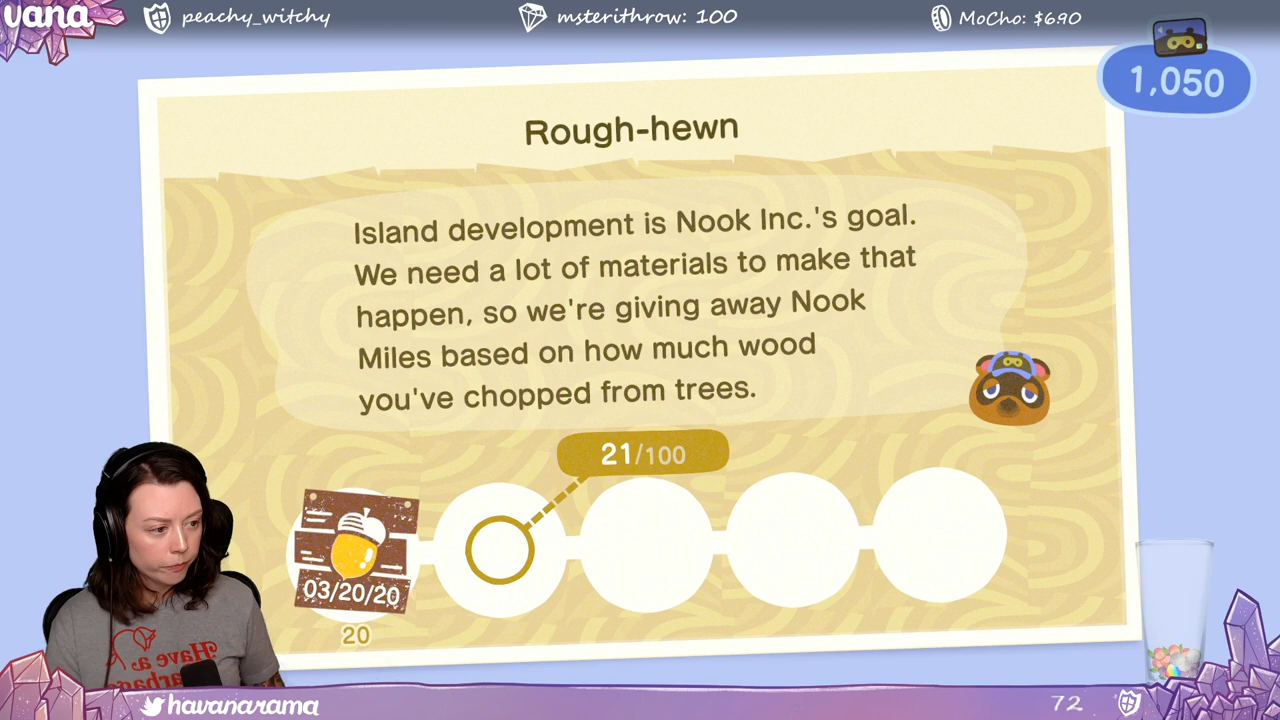 vana
peachy_witchy
msterithrow: 100
MoCho: $6.90
1,050
Rough-hewn
Island development is Nook Inc.'s goal.
We need a lot of materials to make that
happen, so we're giving away Nook
Miles based on how much wood
you've chopped from trees.
21/100
03/20/20
20
Have a
havanarama
72